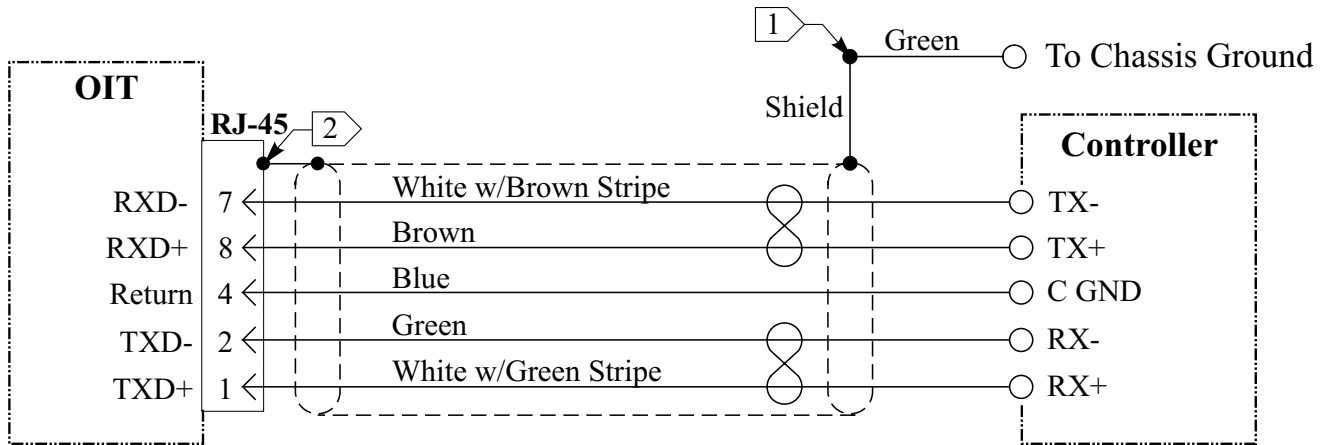 1
Green
To Chassis Ground
OIT
Shield
RJ-45
2
Controller
RXD- 7 White w/Brown Stripe TX-
RXD+ 8 Brown TX+
Return 4 Blue C GND
TXD- 2 Green RX-
TXD+ 1 White w/Green Stripe RX+